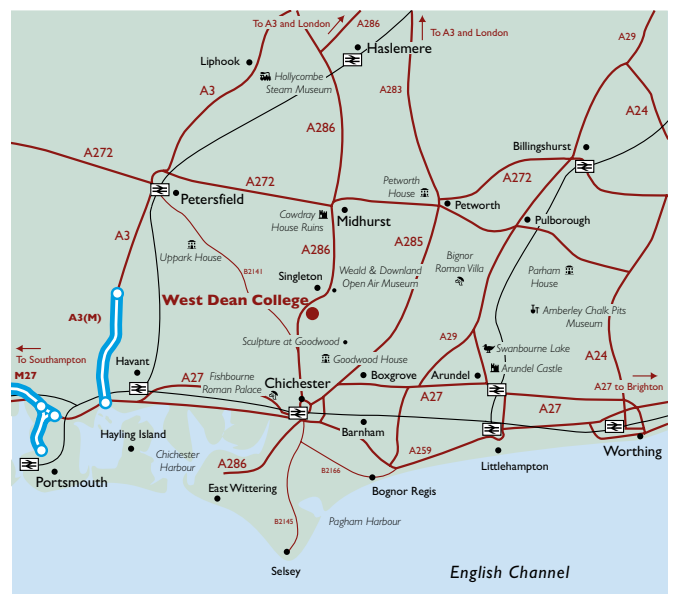 To A3 and London
A286
To A3 and London
A29
Haslemere
Liphook
Hollycombe
Steam Museum
A3
A283
A24
A286
Billingshurst
A272
A272
Petworth
House
A272
Petersfield
Petworth
Cowdray
House Ruins
Midhurst
Pulborough
A3
A286
A285
Uppark House
B2141
Singleton
Weald & Downland
Open Air Museum
Bignor
Roman Villa
Parham
House
West Dean College
Amberley Chalk Pits
Museum
A3(M)
Sculpture at Goodwood
A29
Swanbourne Lake
To Southampton
Goodwood House
Arundel Castle
A24
M27
Havant
A27
Fishbourne
Roman Palace
Chichester
Boxgrove
Arundel
A27 to Brighton
A27
A27
Hayling Island
Barnham
Chichester
Harbour
A286
B2166
A259
Littlehampton
Worthing
Portsmouth
East Wittering
Bognor Regis
B2145
Pagham Harbour
Selsey
English Channel